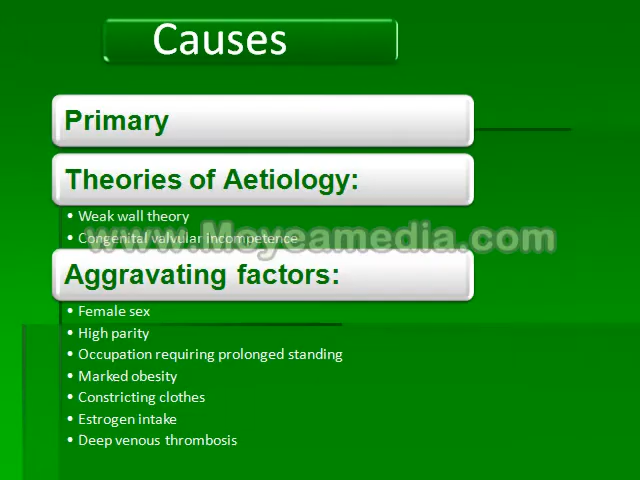 Causes
Primary
Theories of Aetiology:
• Weak wall theory
• Congenital valvular incompetence
www.Moyeamedia.com
Aggravating factors:
• Female sex
• High parity
• Occupation requiring prolonged standing
• Marked obesity
• Constricting clothes
• Estrogen intake
• Deep venous thrombosis